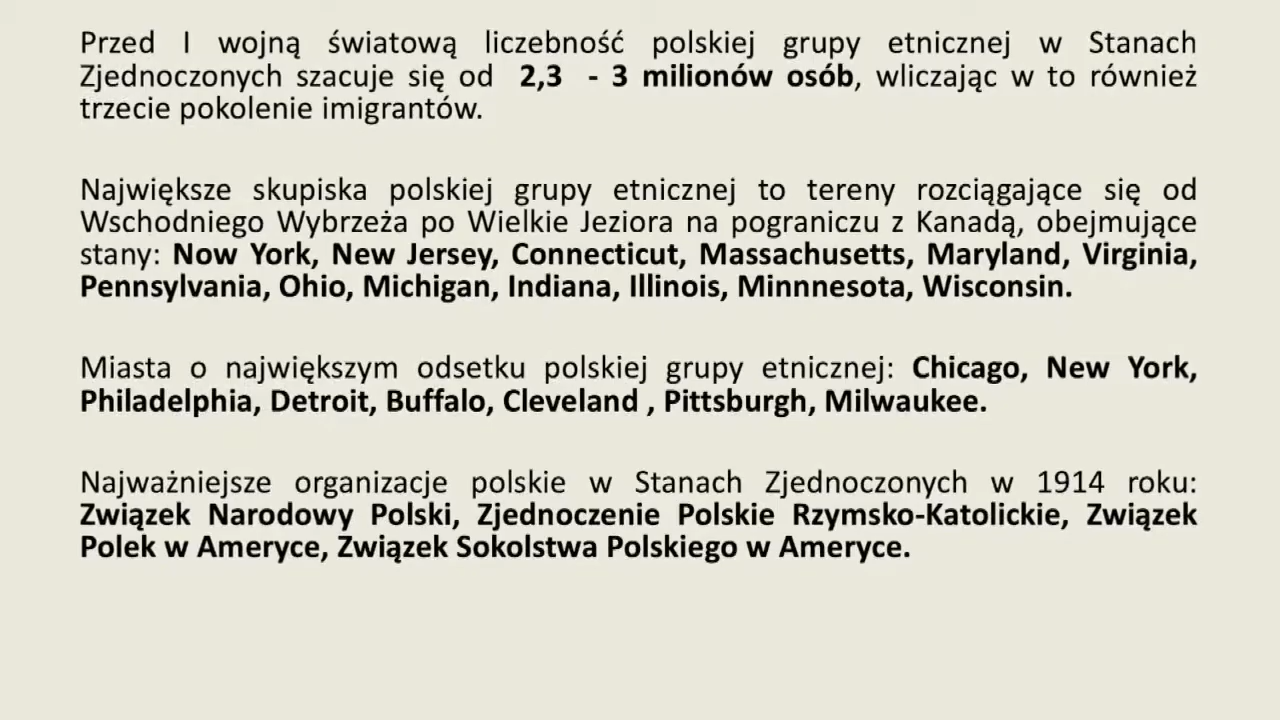 Przed I wojną światową liczebność polskiej grupy etnicznej w Stanach
Zjednoczonych szacuje się od 2,3 - 3 milionów osób, wliczając w to również
trzecie pokolenie imigrantów.
Największe skupiska polskiej grupy etnicznej to tereny rozciągające się od
Wschodniego Wybrzeża po Wielkie Jeziora na pograniczu z Kanadą, obejmujące
stany: Now York, New Jersey, Connecticut, Massachusetts, Maryland, Virginia,
Pennsylvania, Ohio, Michigan, Indiana, Illinois, Minnnesota, Wisconsin.
Miasta o największym odsetku polskiej grupy etnicznej: Chicago, New York,
Philadelphia, Detroit, Buffalo, Cleveland , Pittsburgh, Milwaukee.
Najważniejsze organizacje polskie w Stanach Zjednoczonych w 1914 roku:
Związek Narodowy Polski, Zjednoczenie Polskie Rzymsko-Katolickie, Związek
Polek w Ameryce, Związek Sokolstwa Polskiego w Ameryce.